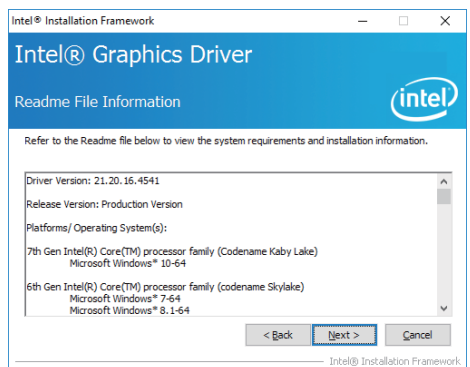 Intel® Installation Framework
Intel® Graphics Driver
Readme File Information
intel
Refer to the Readme file below to view the system requirements and installation information.
Driver Version: 21.20.16.4541
Release Version: Production Version
Platforms/ Operating System(s):
7th Gen Intel(R) Core(TM) processor family (Codename Kaby Lake)
Microsoft Windows* 10-64
6th Gen Intel(R) Core(TM) processor family (codename Skylake)
Microsoft Windows* 7-64
Microsoft Windows* 8.1-64
< Back Next > Cancel
Intel® Installation Framework